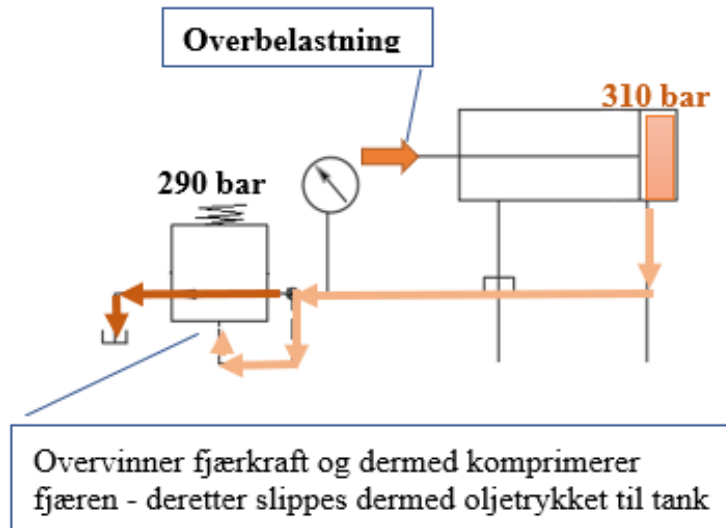 Overbelastning
310 bar
290 bar
Overvinner fjærkraft og dermed komprimerer
fjæren - deretter slippes dermed oljetrykket til tank